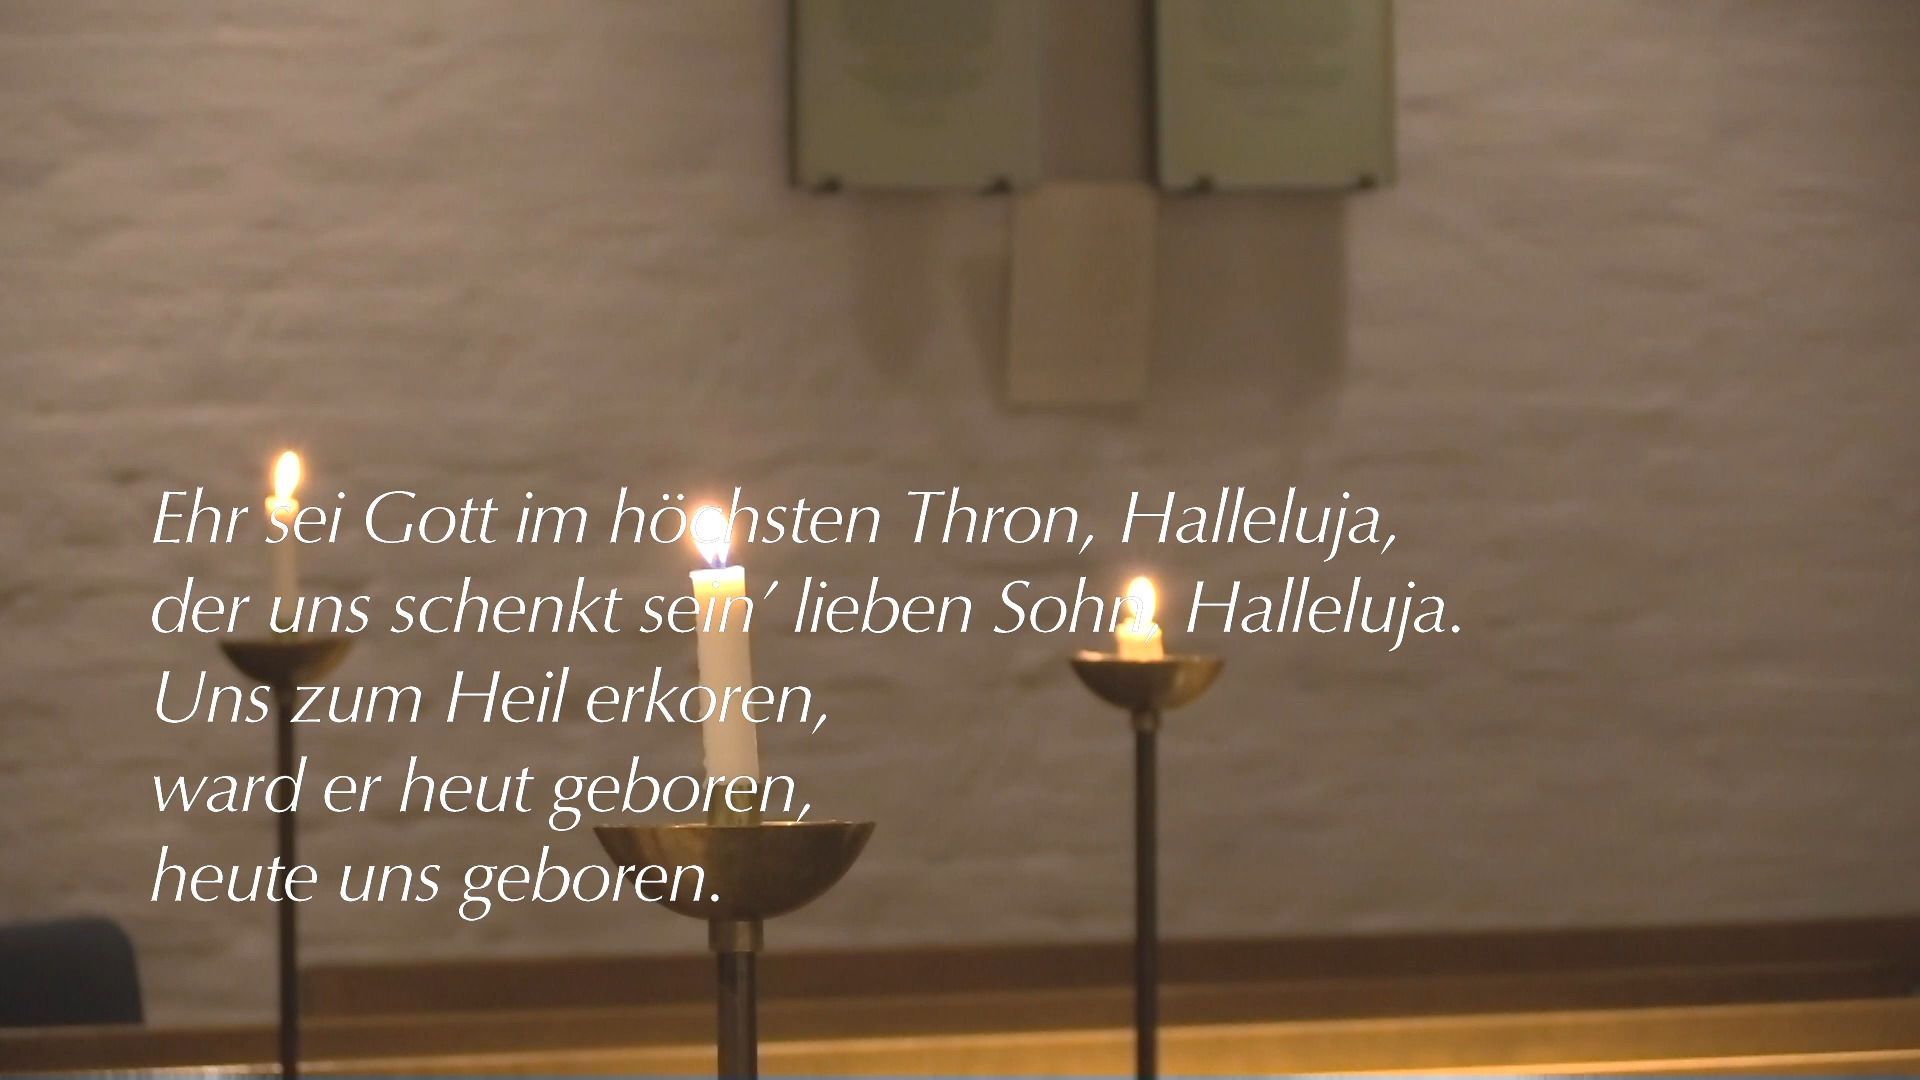 Ehr sei Gott im höchsten Thron, Halleluja,
der uns schenkt sein’ lieben Sohn, Halleluja.
Uns zum Heil erkoren,
ward er heut geboren,
heute uns geboren.